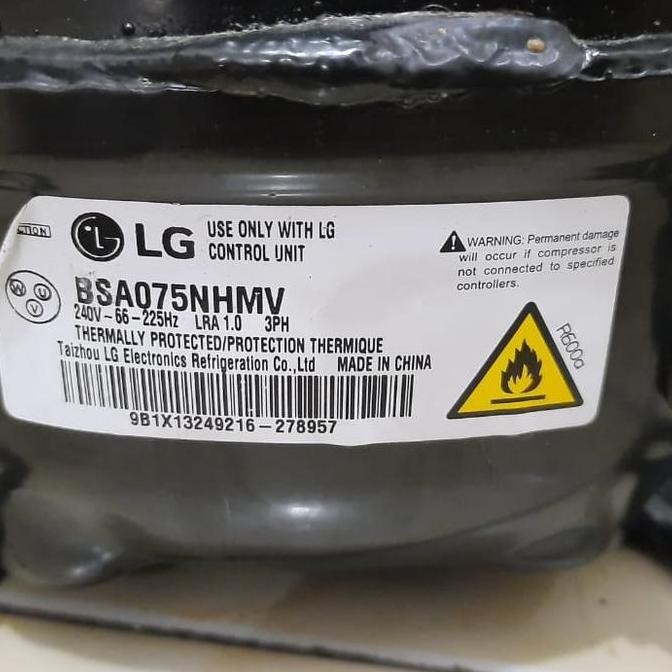 LG USE ONLY WITH LG
CONTROL UNIT
WARNING: Permanent damage
will occur if compressor is
not connected to specified
controllers.
W U
V
BSA075NHMV
240V~66-225Hz LRA 1.0 3PH
THERMALLY PROTECTED/PROTECTION THERMIQUE
Taizhou LG Electronics Refrigeration Co.,Ltd MADE IN CHINA
9B1X13249216-278957
R600a